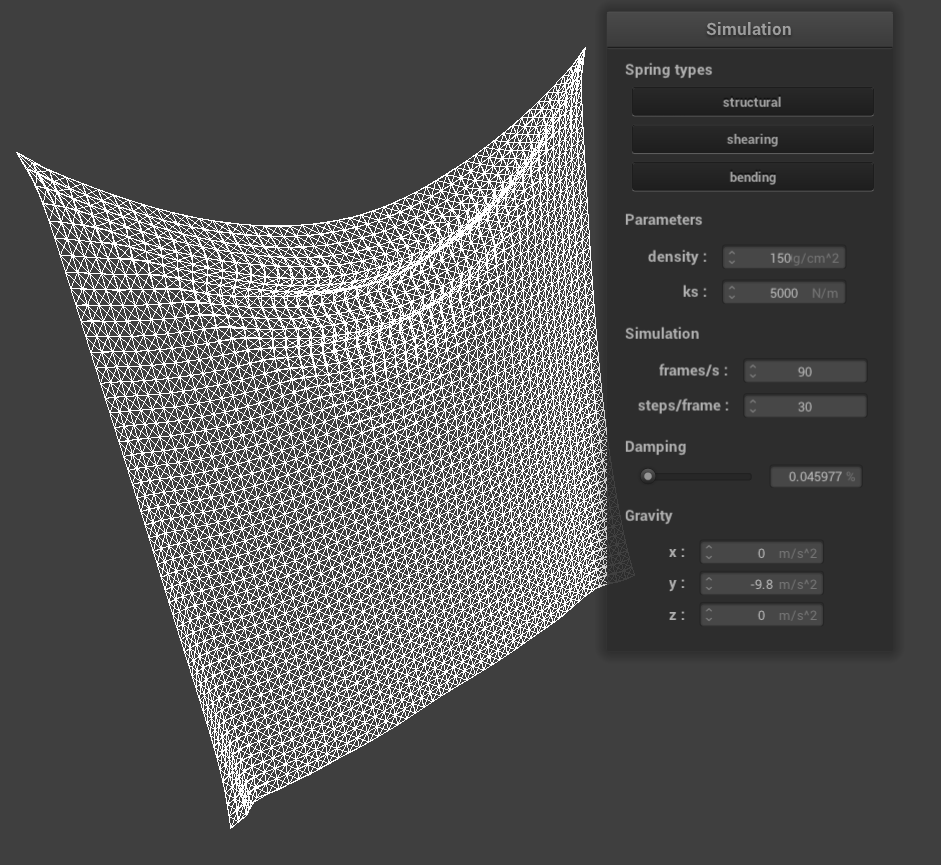 Simulation
Spring types
structural
shearing
bending
Parameters
density : 150 g/cm^2
ks : 5000 N/m
Simulation
frames/s : 90
steps/frame : 30
Damping
0.045977 %
Gravity
x : 0 m/s^2
y : -9.8 m/s^2
z : 0 m/s^2